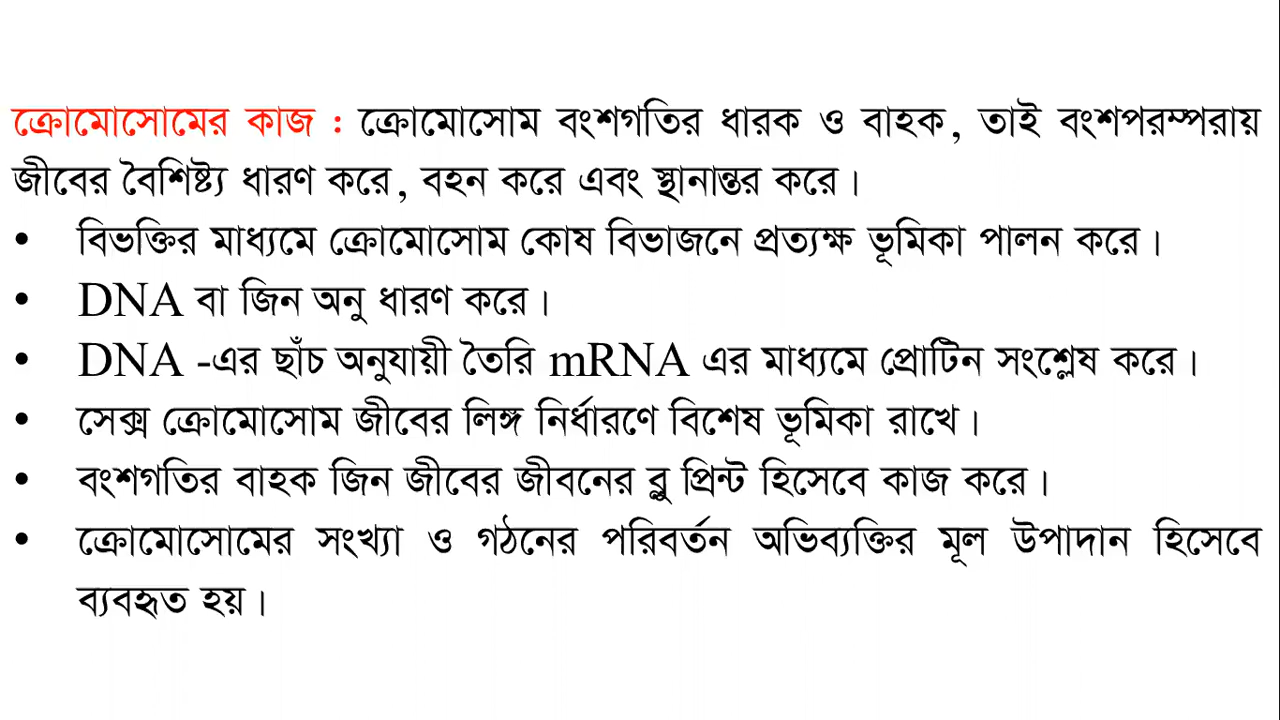 ক্রোমোসোমের কাজ : ক্রোমোসোম বংশগতির ধারক ও বাহক, তাই বংশপরম্পরায়
জীবের বৈশিষ্ট্য ধারণ করে, বহন করে এবং স্থানান্তর করে।
• বিভক্তির মাধ্যমে ক্রোমোসোম কোষ বিভাজনে প্রত্যক্ষ ভূমিকা পালন করে।
• DNA বা জিন অনু ধারণ করে।
• DNA -এর ছাঁচ অনুযায়ী তৈরি mRNA এর মাধ্যমে প্রোটিন সংশ্লেষ করে।
• সেক্স ক্রোমোসোম জীবের লিঙ্গ নির্ধারণে বিশেষ ভূমিকা রাখে।
• বংশগতির বাহক জিন জীবের জীবনের ব্লু প্রিন্ট হিসেবে কাজ করে।
• ক্রোমোসোমের সংখ্যা ও গঠনের পরিবর্তন অভিব্যক্তির মূল উপাদান হিসেবে
ব্যবহৃত হয়।